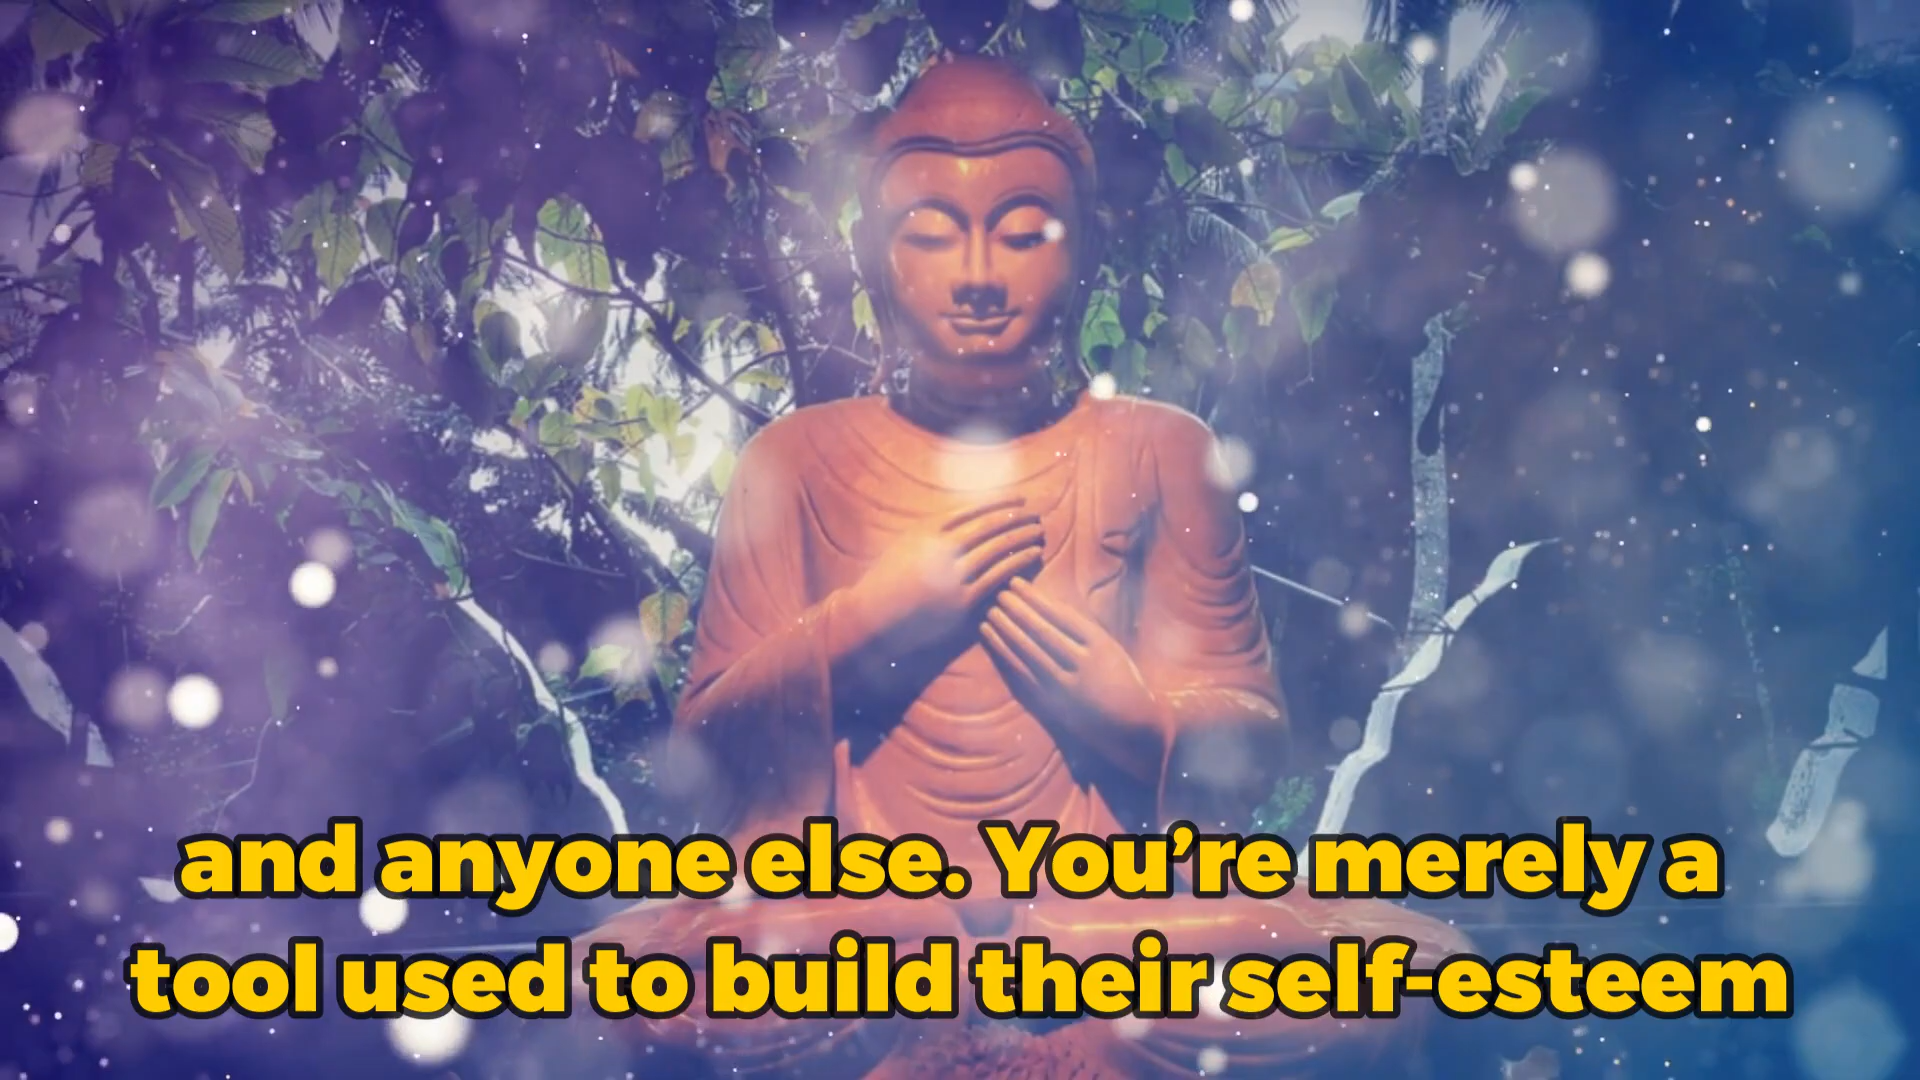 and anyone else. You’re merely a
tool used to build their self-esteem